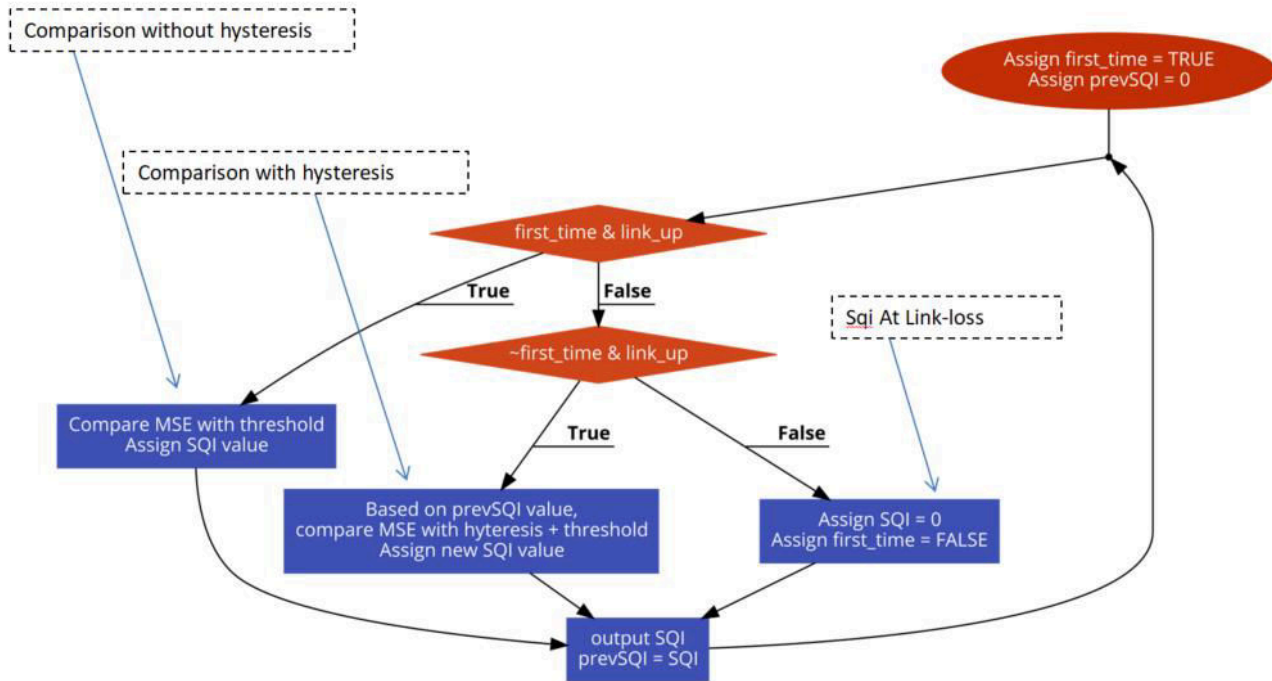 Comparison without hysteresis
Assign first_time = TRUE
Assign prevSQI = 0
Comparison with hysteresis
first_time & link_up
True
False
Sqi At Link-loss
~first_time & link_up
Compare MSE with threshold
Assign SQI value
True
False
Based on prevSQI value,
compare MSE with hyteresis + threshold
Assign new SQI value
Assign SQI = 0
Assign first_time = FALSE
output SQI
prevSQI = SQI